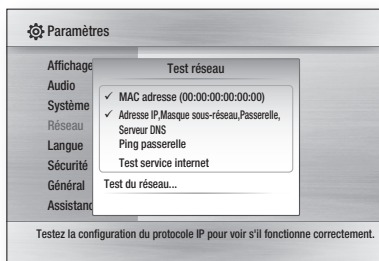 Paramètres
Affichage
Audio
Système
Réseau
Langue
Sécurité
Général
Assistanc
Test réseau
✓ MAC adresse (00:00:00:00:00:00)
✓ Adresse IP,Masque sous-réseau,Passerelle,
Serveur DNS
Ping passerelle
Test service internet
Test du réseau...
Testez la configuration du protocole IP pour voir s'il fonctionne correctement.